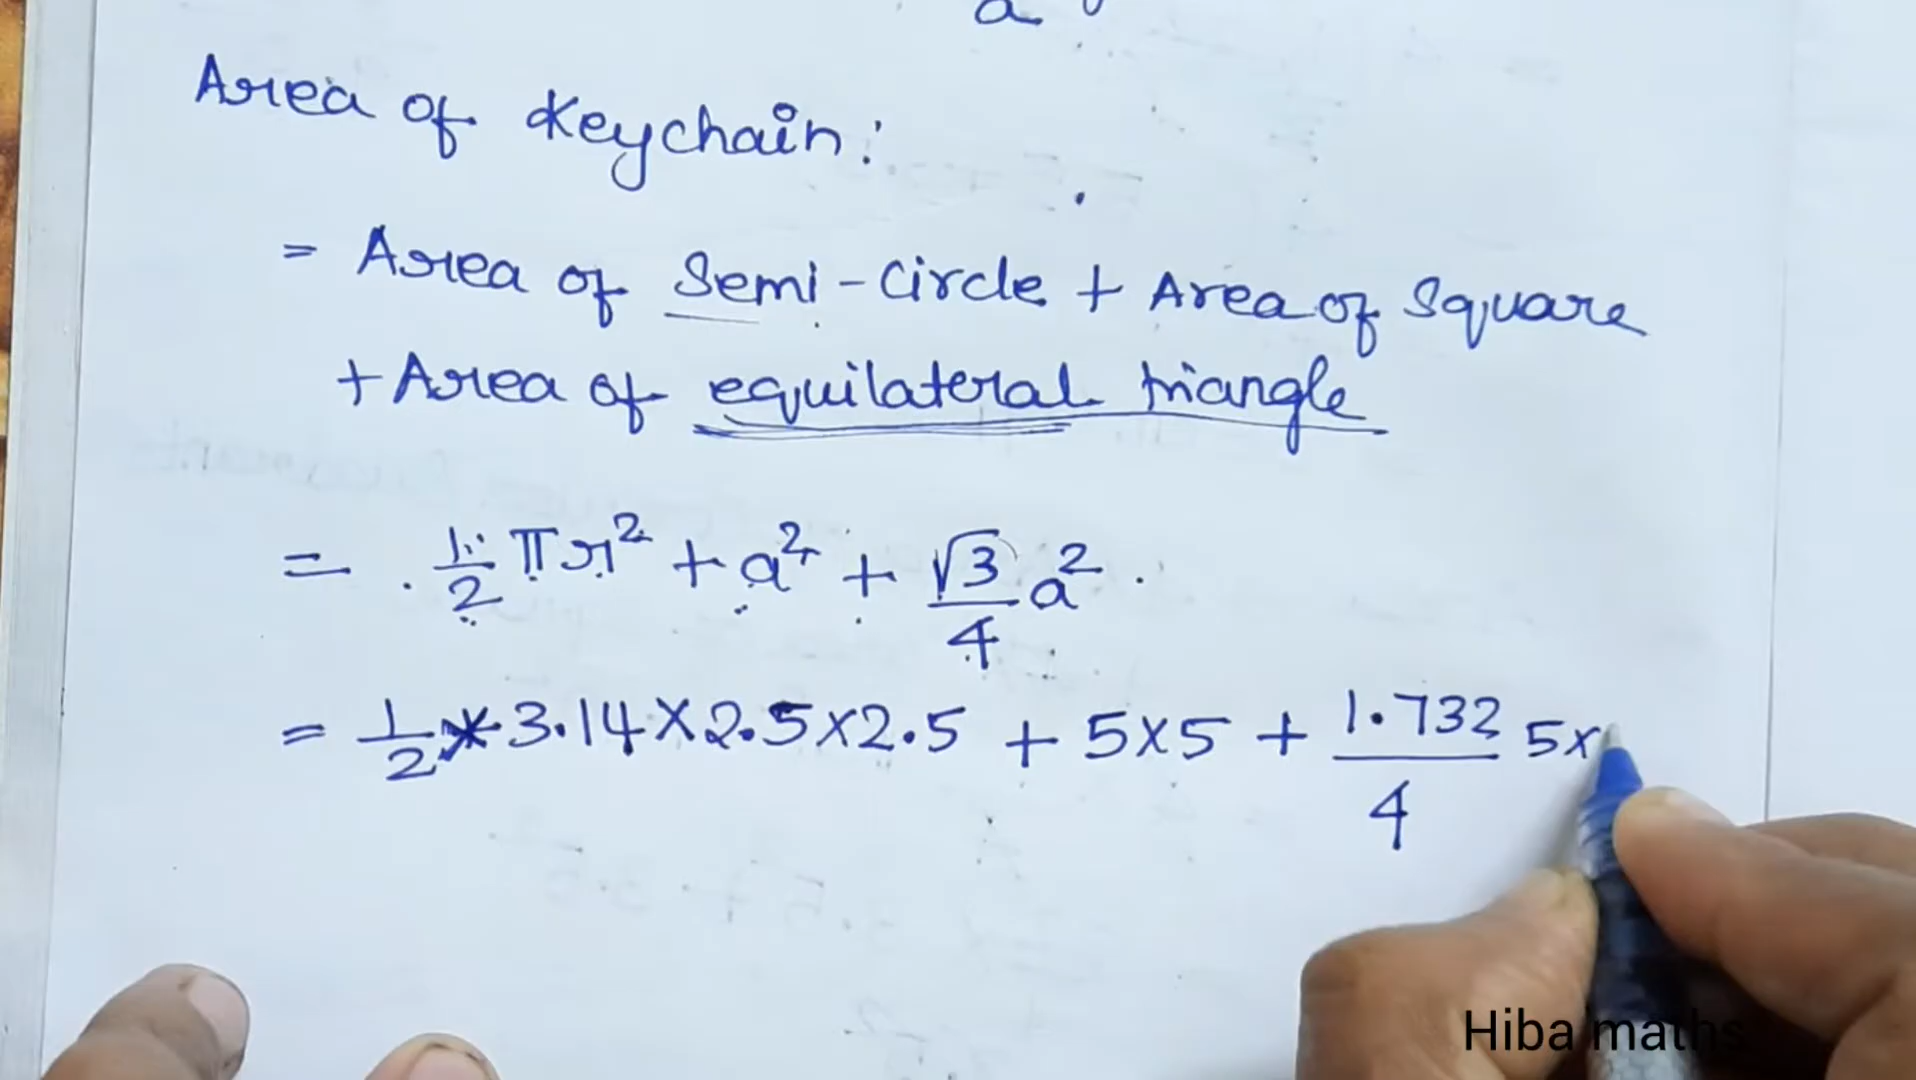 a
Area of Keychain:
= Area of Semi-Circle + Area of Square
+ Area of equilateral triangle
= 1/2 πr² + a² + √3/4 a²
= 1/2 × 3.14 × 2.5 × 2.5 + 5×5 + 1.732/4 5×
Hiba maths